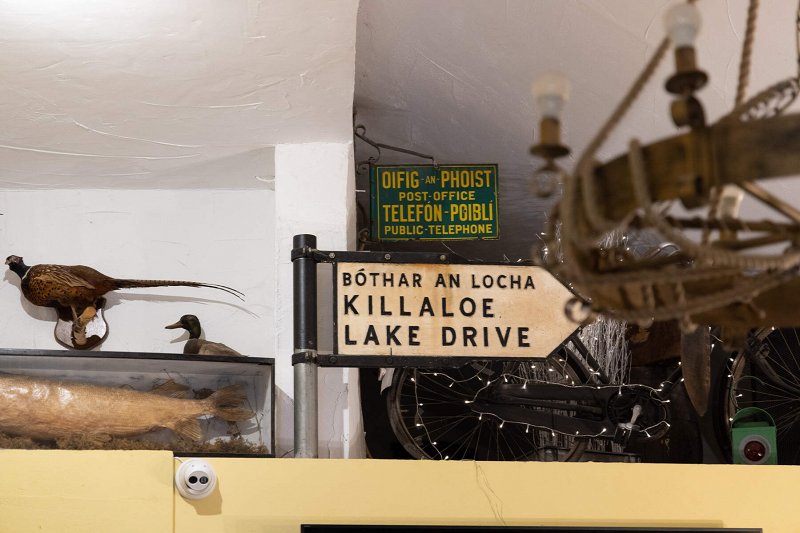 OIFIG-AN-PHOIST
POST-OFFICE
TELEFÓN-POIBLÍ
PUBLIC-TELEPHONE
BÓTHAR AN LOCHA
KILLALOE
LAKE DRIVE